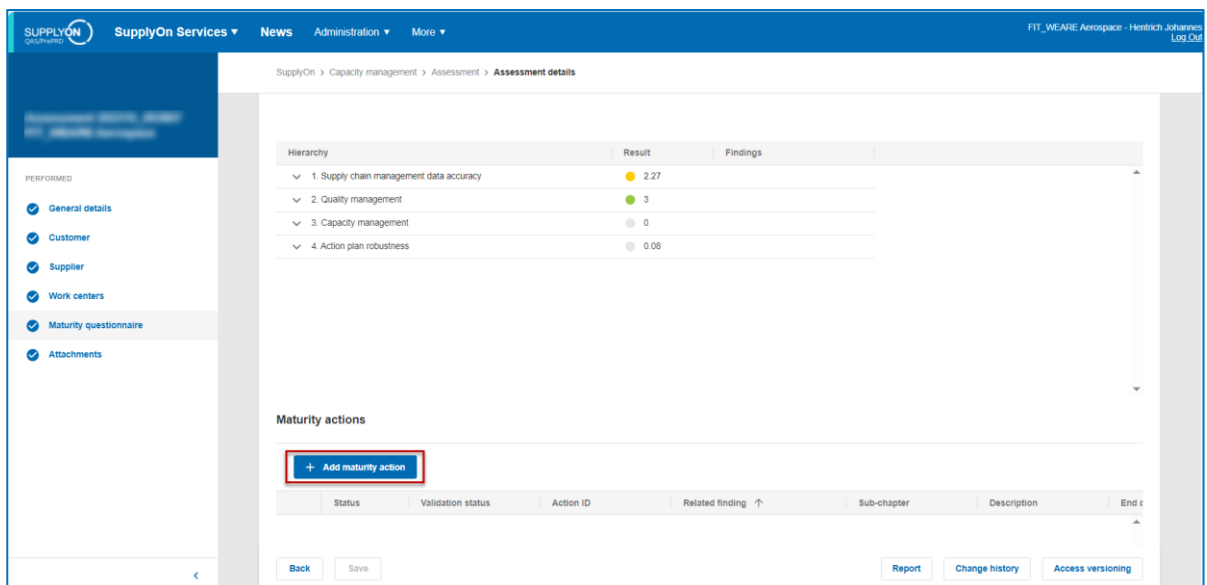 SUPPLYON
QAS/PrePRD
SupplyOn Services ▼ News Administration ▼ More ▼
FIT_WEARE Aerospace - Hentrich Johannes
Log Out
SupplyOn > Capacity management > Assessment > Assessment details
PERFORMED
General details
Customer
Supplier
Work centers
Maturity questionnaire
Attachments
Hierarchy Result Findings
1. Supply chain management data accuracy 2.27
2. Quality management 3
3. Capacity management 0
4. Action plan robustness 0.08
Maturity actions
+ Add maturity action
Status Validation status Action ID Related finding ↑ Sub-chapter Description End
Back Save Report Change history Access versioning